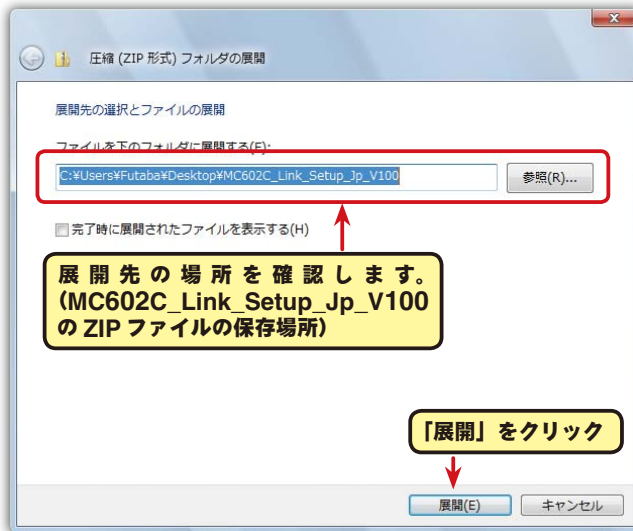 圧縮 (ZIP 形式) フォルダの展開
展開先の選択とファイルの展開
ファイルを下のフォルダに展開する(F):
C:¥Users¥Futaba¥Desktop¥MC602C_Link_Setup_Jp_V100
参照(R)...
完了時に展開されたファイルを表示する(H)
展開先の場所を確認します。
(MC602C_Link_Setup_Jp_V100
の ZIP ファイルの保存場所)
「展開」をクリック
展開(E)
キャンセル